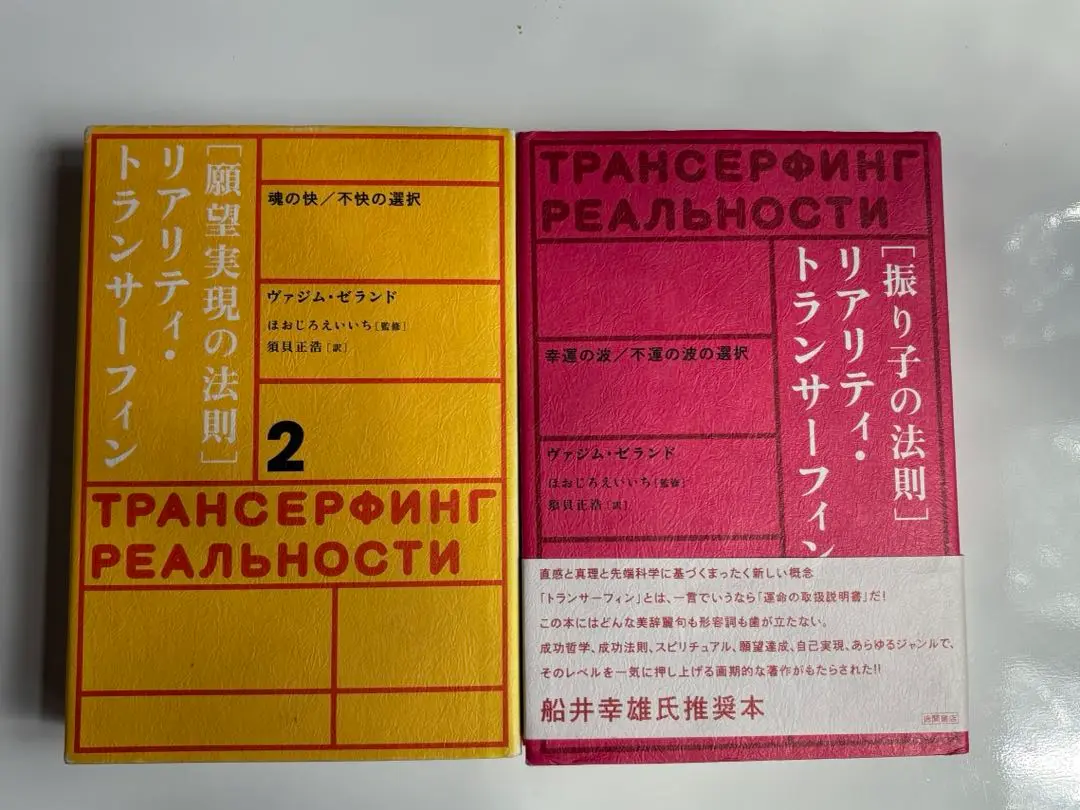 ［願望実現の法則］
リアリティ・
トランサーフィン
魂の快／不快の選択
ヴァジム・ゼランド
ほおじろえいいち［監修］
須貝正浩［訳］
2
ТРАНСЕРФИНГ
РЕАЛЬНОСТИ
ТРАНСЕРФИНГ
РЕАЛЬНОСТИ
［振り子の法則］
リアリティ・
トランサーフィン
幸運の波／不運の波の選択
ヴァジム・ゼランド
ほおじろえいいち［監修］
須貝正浩［訳］
直感と真理と先端科学に基づくまったく新しい概念
「トランサーフィン」とは、一言でいうなら「運命の取扱説明書」だ!
この本にはどんな美辞麗句も形容詞も歯が立たない。
成功哲学、成功法則、スピリチュアル、願望達成、自己実現、あらゆるジャンルで、
そのレベルを一気に押し上げる画期的な著作がもたらされた!!
船井幸雄氏推奨本
徳間書店